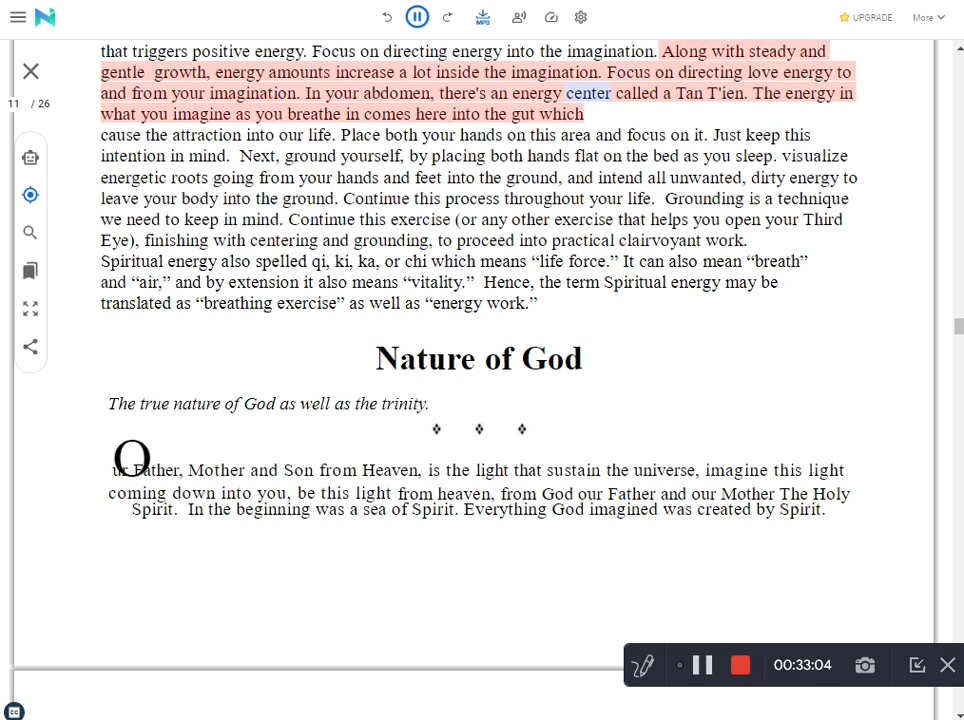 MP3
UPGRADE
More
11 / 26
that triggers positive energy. Focus on directing energy into the imagination. Along with steady and
gentle growth, energy amounts increase a lot inside the imagination. Focus on directing love energy to
and from your imagination. In your abdomen, there's an energy center called a Tan T'ien. The energy in
what you imagine as you breathe in comes here into the gut which
cause the attraction into our life. Place both your hands on this area and focus on it. Just keep this
intention in mind. Next, ground yourself, by placing both hands flat on the bed as you sleep. visualize
energetic roots going from your hands and feet into the ground, and intend all unwanted, dirty energy to
leave your body into the ground. Continue this process throughout your life. Grounding is a technique
we need to keep in mind. Continue this exercise (or any other exercise that helps you open your Third
Eye), finishing with centering and grounding, to proceed into practical clairvoyant work.
Spiritual energy also spelled qi, ki, ka, or chi which means “life force.” It can also mean “breath”
and “air,” and by extension it also means “vitality.” Hence, the term Spiritual energy may be
translated as “breathing exercise” as well as “energy work.”
Nature of God
The true nature of God as well as the trinity.
Our Father, Mother and Son from Heaven, is the light that sustain the universe, imagine this light
coming down into you, be this light from heaven, from God our Father and our Mother The Holy
Spirit. In the beginning was a sea of Spirit. Everything God imagined was created by Spirit.
00:33:04
CC